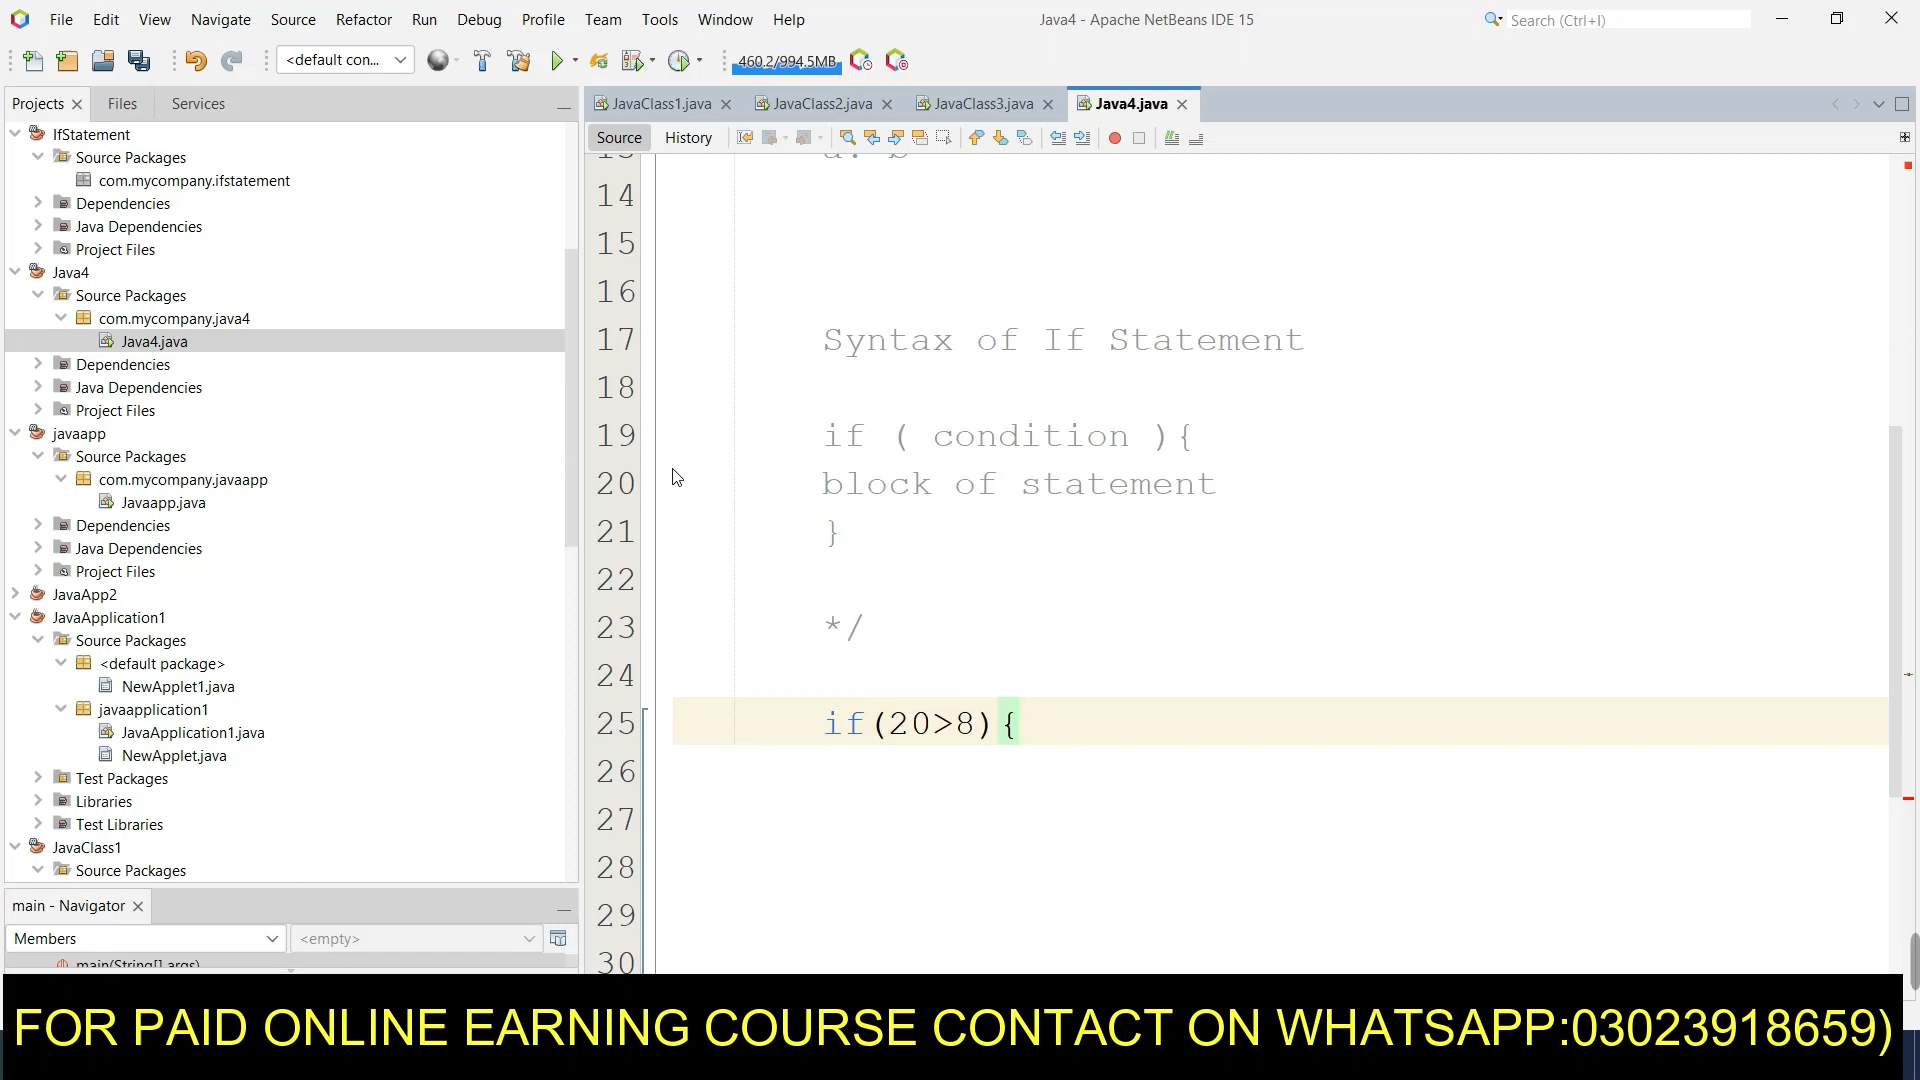 File Edit View Navigate Source Refactor Run Debug Profile Team Tools Window Help
Java4 - Apache NetBeans IDE 15
Search (Ctrl+I)
<default con...
460.2/994.5MB
Projects Files Services
IfStatement
Source Packages
com.mycompany.ifstatement
Dependencies
Java Dependencies
Project Files
Java4
Source Packages
com.mycompany.java4
Java4.java
Dependencies
Java Dependencies
Project Files
javaapp
Source Packages
com.mycompany.javaapp
Javaapp.java
Dependencies
Java Dependencies
Project Files
JavaApp2
JavaApplication1
Source Packages
<default package>
NewApplet1.java
javaapplication1
JavaApplication1.java
NewApplet.java
Test Packages
Libraries
Test Libraries
JavaClass1
Source Packages
main - Navigator
Members
<empty>
main(String[] args)
JavaClass1.java JavaClass2.java JavaClass3.java Java4.java
Source History
14
15
16
17 Syntax of If Statement
18
19 if ( condition ){
20 block of statement
21 }
22
23 */
24
25 if(20>8){
26
27
28
29
30
FOR PAID ONLINE EARNING COURSE CONTACT ON WHATSAPP:03023918659)